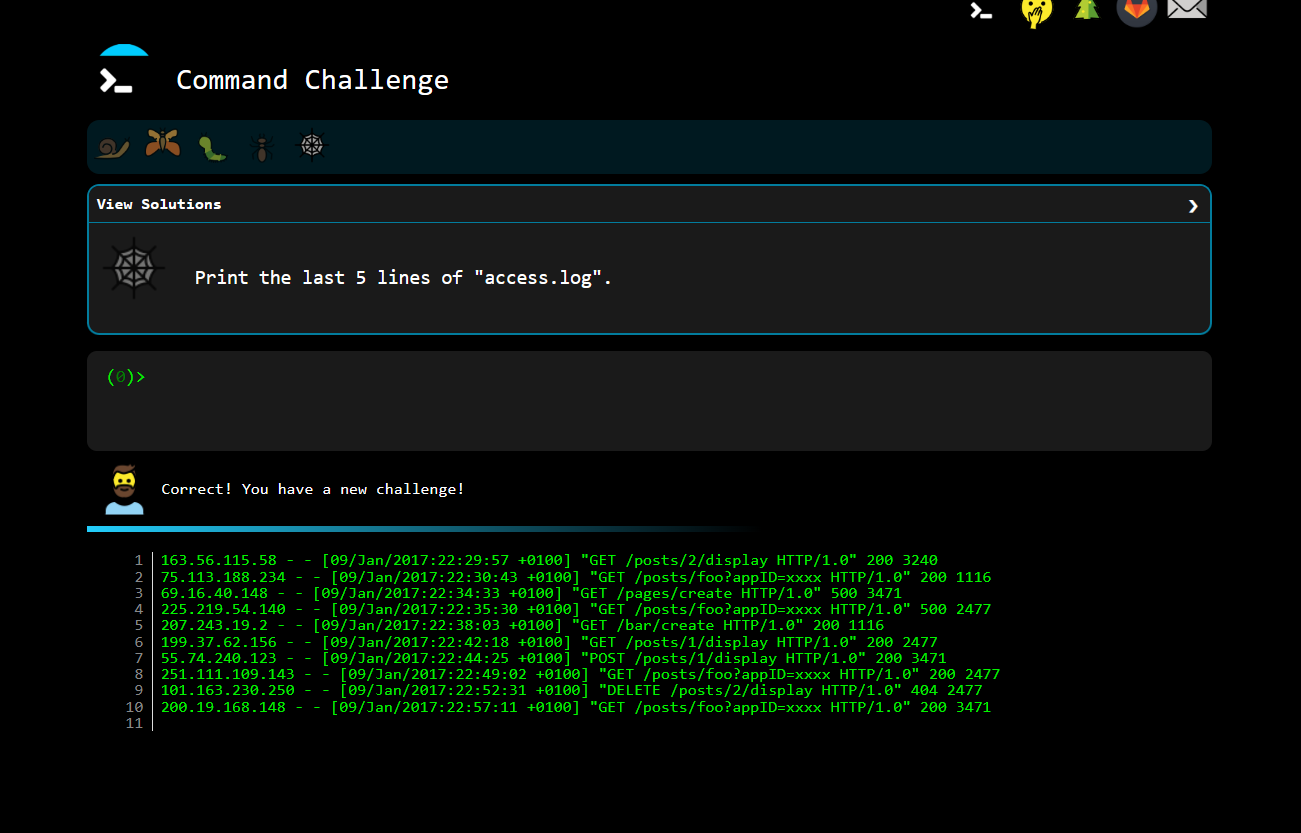 Command Challenge
View Solutions
Print the last 5 lines of "access.log".
(0)>
Correct! You have a new challenge!
1 163.56.115.58 - - [09/Jan/2017:22:29:57 +0100] "GET /posts/2/display HTTP/1.0" 200 3240
2 75.113.188.234 - - [09/Jan/2017:22:30:43 +0100] "GET /posts/foo?appID=xxxx HTTP/1.0" 200 1116
3 69.16.40.148 - - [09/Jan/2017:22:34:33 +0100] "GET /pages/create HTTP/1.0" 500 3471
4 225.219.54.140 - - [09/Jan/2017:22:35:30 +0100] "GET /posts/foo?appID=xxxx HTTP/1.0" 500 2477
5 207.243.19.2 - - [09/Jan/2017:22:38:03 +0100] "GET /bar/create HTTP/1.0" 200 1116
6 199.37.62.156 - - [09/Jan/2017:22:42:18 +0100] "GET /posts/1/display HTTP/1.0" 200 2477
7 55.74.240.123 - - [09/Jan/2017:22:44:25 +0100] "POST /posts/1/display HTTP/1.0" 200 3471
8 251.111.109.143 - - [09/Jan/2017:22:49:02 +0100] "GET /posts/foo?appID=xxxx HTTP/1.0" 200 2477
9 101.163.230.250 - - [09/Jan/2017:22:52:31 +0100] "DELETE /posts/2/display HTTP/1.0" 404 2477
10 200.19.168.148 - - [09/Jan/2017:22:57:11 +0100] "GET /posts/foo?appID=xxxx HTTP/1.0" 200 3471
11